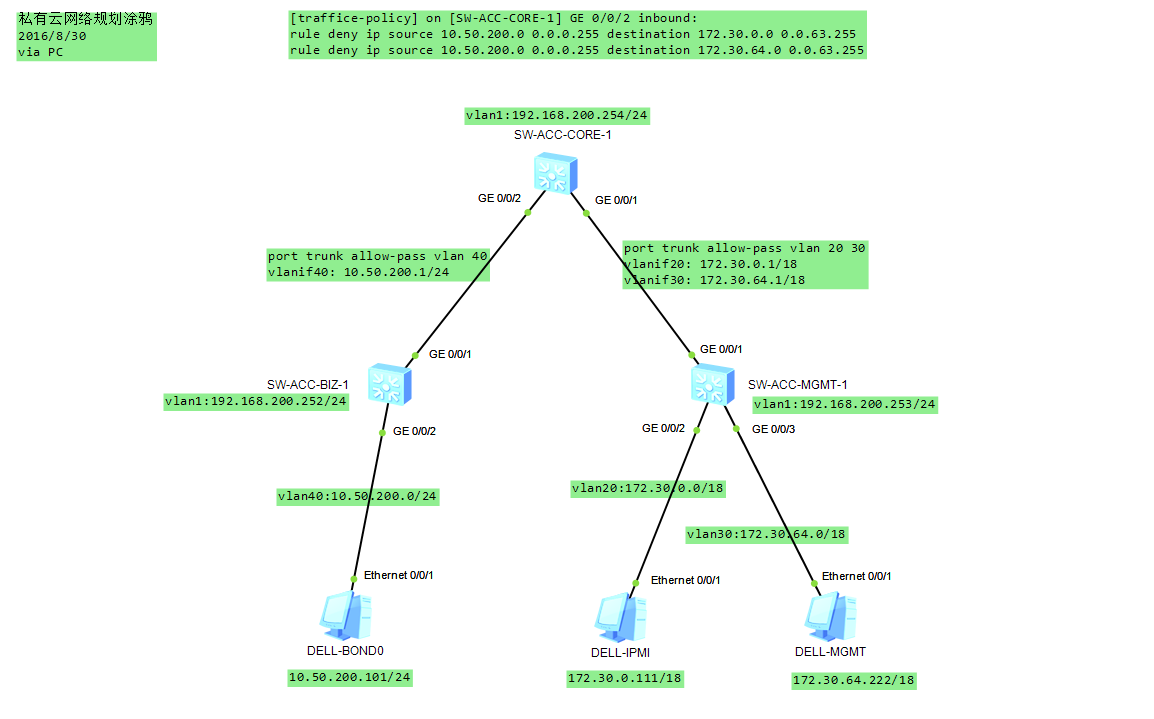 私有云网络规划涂鸦
2016/8/30
via PC
[traffice-policy] on [SW-ACC-CORE-1] GE 0/0/2 inbound:
rule deny ip source 10.50.200.0 0.0.0.255 destination 172.30.0.0 0.0.63.255
rule deny ip source 10.50.200.0 0.0.0.255 destination 172.30.64.0 0.0.63.255
vlan1:192.168.200.254/24
SW-ACC-CORE-1
GE 0/0/2
GE 0/0/1
port trunk allow-pass vlan 40
vlanif40: 10.50.200.1/24
port trunk allow-pass vlan 20 30
vlanif20: 172.30.0.1/18
vlanif30: 172.30.64.1/18
GE 0/0/1
GE 0/0/1
SW-ACC-BIZ-1
vlan1:192.168.200.252/24
SW-ACC-MGMT-1
vlan1:192.168.200.253/24
GE 0/0/2
GE 0/0/2
GE 0/0/3
vlan40:10.50.200.0/24
vlan20:172.30.0.0/18
vlan30:172.30.64.0/18
Ethernet 0/0/1
Ethernet 0/0/1
Ethernet 0/0/1
DELL-BOND0
DELL-IPMI
DELL-MGMT
10.50.200.101/24
172.30.0.111/18
172.30.64.222/18